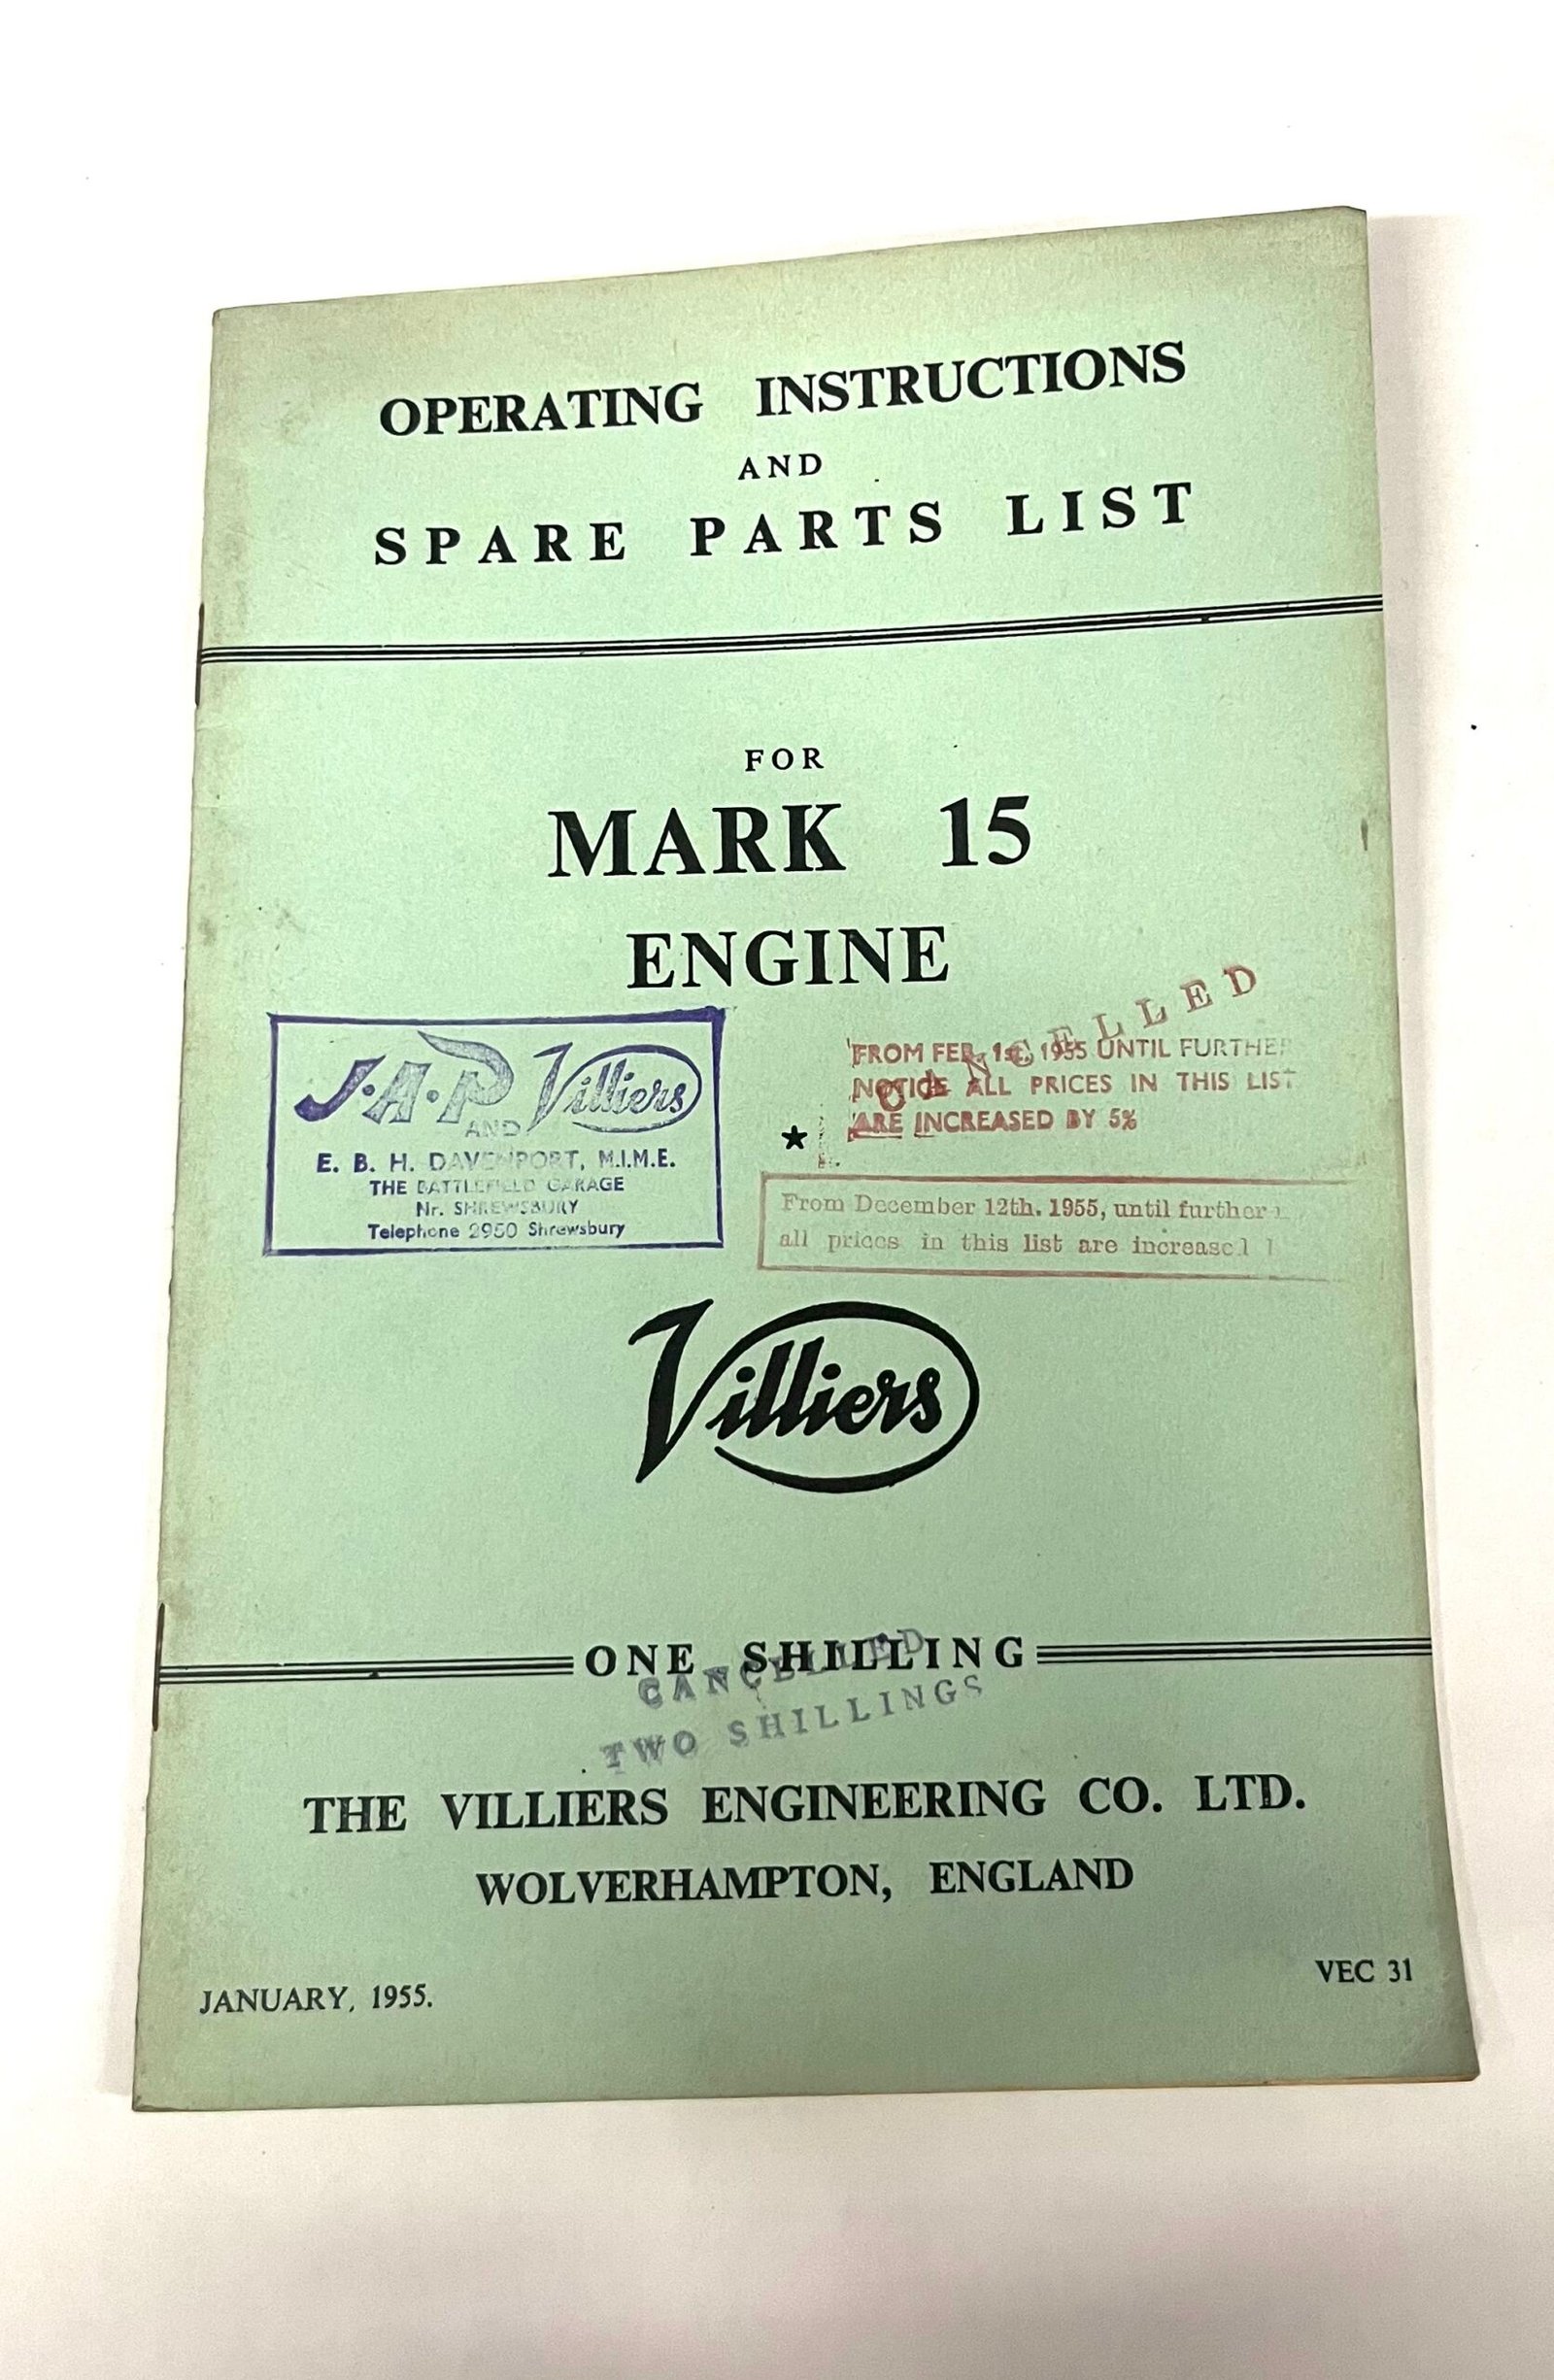 OPERATING INSTRUCTIONS
AND
SPARE PARTS LIST
FOR
MARK 15
ENGINE
J.A.P Villiers
AND
E. B. H. DAVENPORT, M.I.M.E.
THE BATTLEFIELD GARAGE
Nr. SHREWSBURY
Telephone 2950 Shrewsbury
CANCELLED
FROM FEB. 1st. 1955 UNTIL FURTHER
NOTICE ALL PRICES IN THIS LIST
ARE INCREASED BY 5%
★
From December 12th. 1955, until further
all prices in this list are increased
Villiers
ONE SHILLING
CANCELLED
TWO SHILLINGS
THE VILLIERS ENGINEERING CO. LTD.
WOLVERHAMPTON, ENGLAND
JANUARY, 1955.
VEC 31